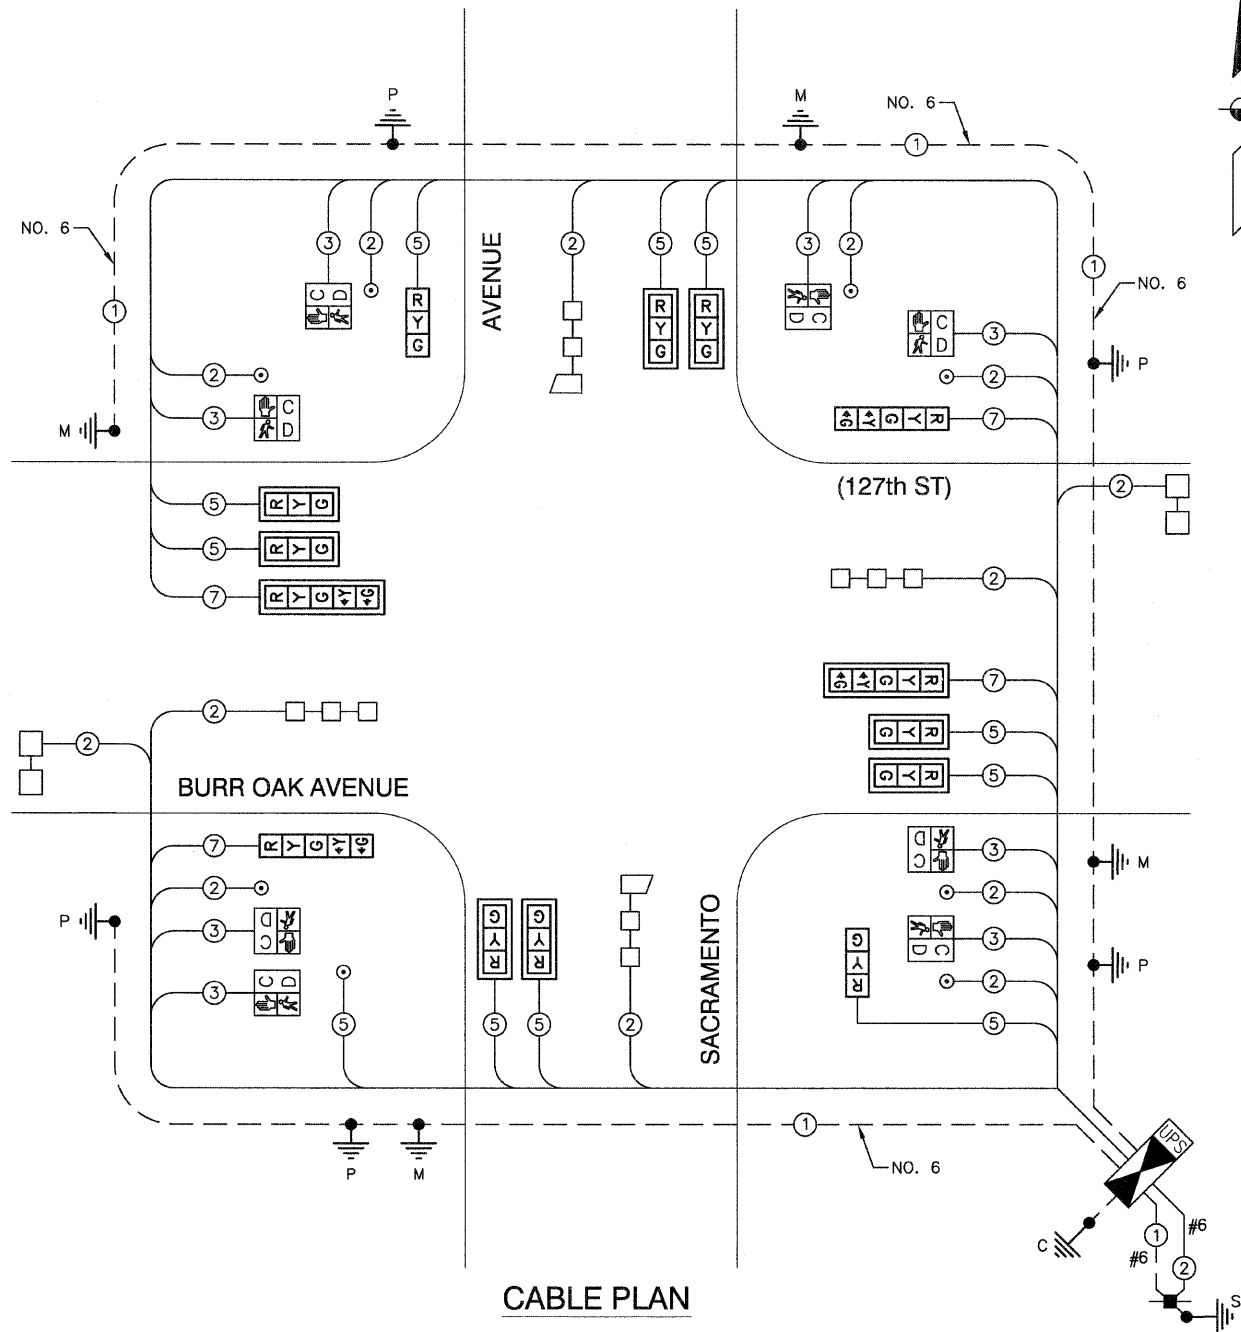 P
M
NO. 6
1
NO. 6
3 2 5 2 5 5 3 2
1
NO. 6
1
C D
R Y G
AVENUE
R Y G
R Y G
D C
C D
3
P
2
2
3
C D
M
R Y G ←Y ←G
7
(127th ST)
2
5
R Y G
5
R Y G
7
R Y G ←Y ←G
2
2
2
R Y G ←Y ←G
7
R Y G
5
R Y G
5
BURR OAK AVENUE
7
R Y G ←Y ←G
D C
3
M
2
2
P
3
D C
C D
3
R Y G
R Y G
SACRAMENTO
R Y G
D C
3
P
2
5 5 5 2
5
1
P
M
NO. 6
UPS
C
1
#6
#6
2
S
CABLE PLAN